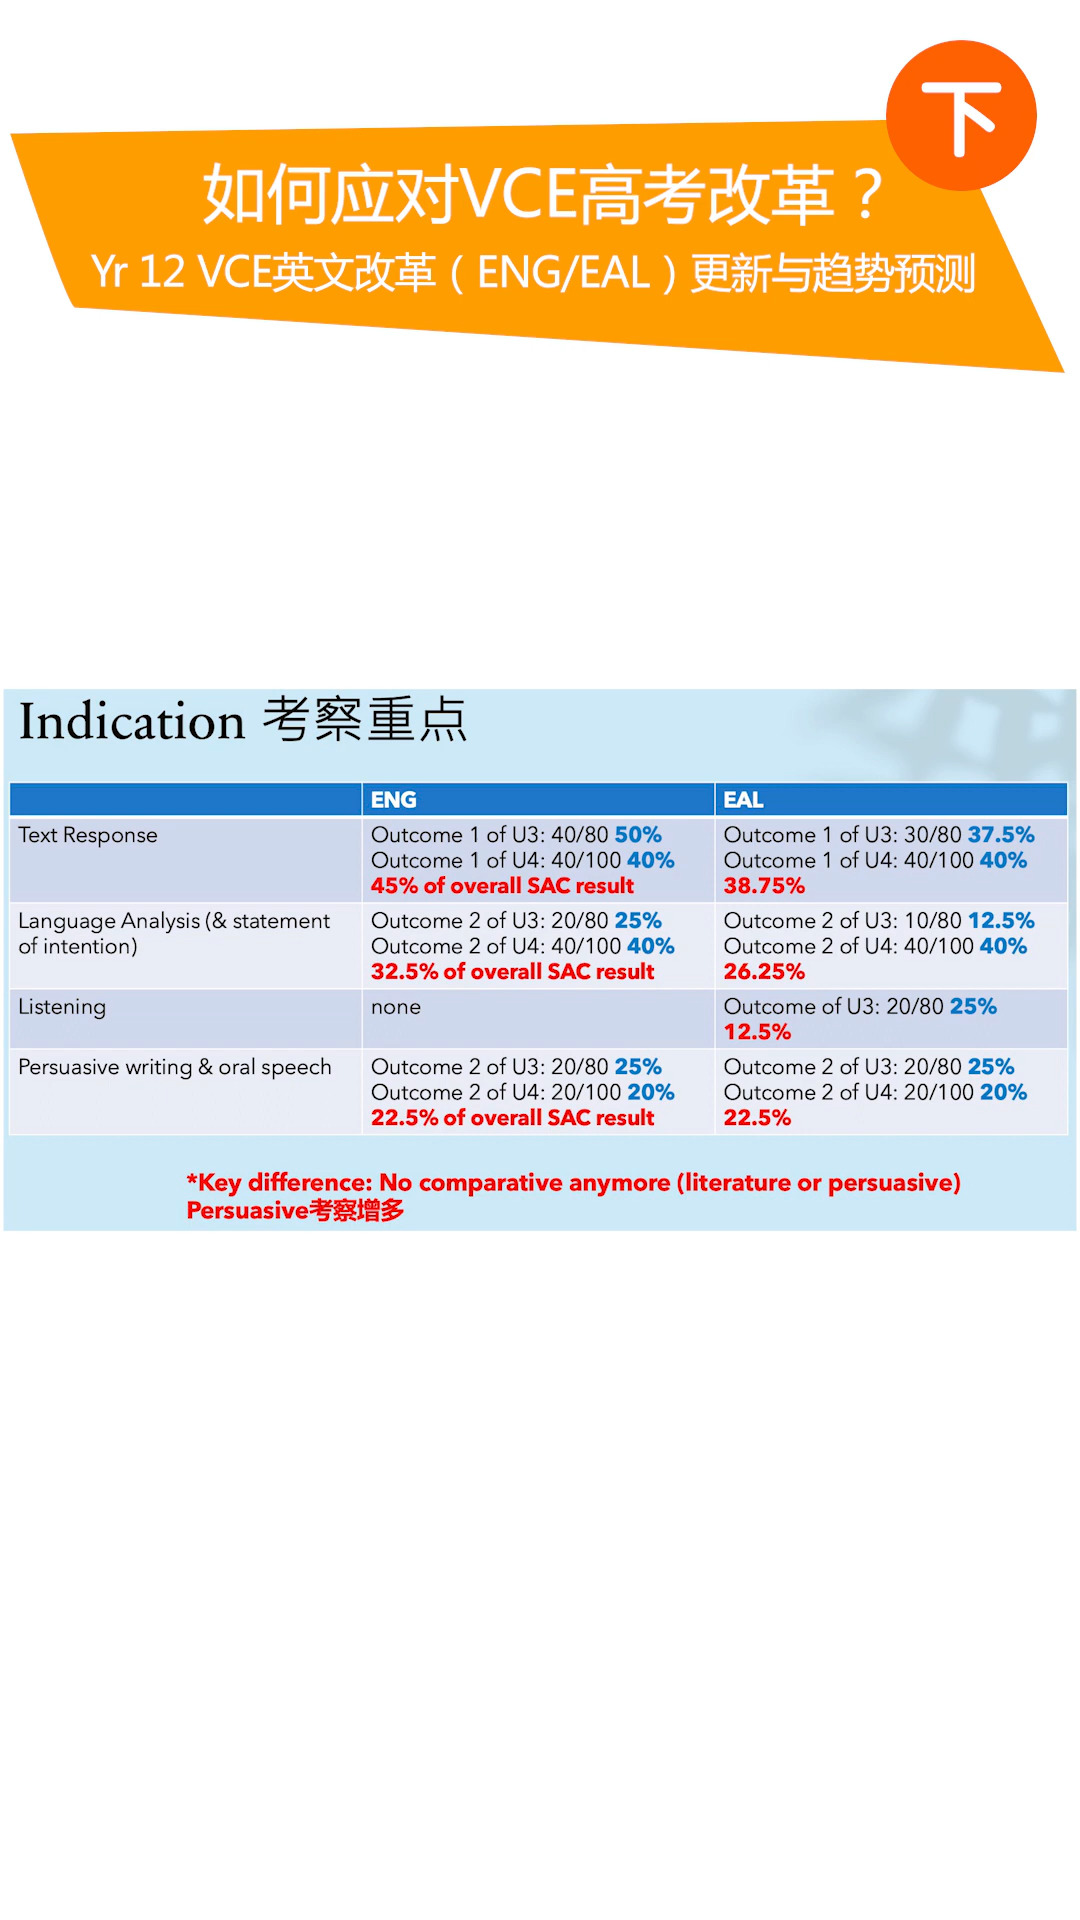 下
如何应对VCE高考改革？
Yr 12 VCE英文改革（ENG/EAL）更新与趋势预测
Indication 考察重点
ENG
EAL
Text Response
Outcome 1 of U3: 40/80 50%
Outcome 1 of U4: 40/100 40%
45% of overall SAC result
Outcome 1 of U3: 30/80 37.5%
Outcome 1 of U4: 40/100 40%
38.75%
Language Analysis (& statement
of intention)
Outcome 2 of U3: 20/80 25%
Outcome 2 of U4: 40/100 40%
32.5% of overall SAC result
Outcome 2 of U3: 10/80 12.5%
Outcome 2 of U4: 40/100 40%
26.25%
Listening
none
Outcome of U3: 20/80 25%
12.5%
Persuasive writing & oral speech
Outcome 2 of U3: 20/80 25%
Outcome 2 of U4: 20/100 20%
22.5% of overall SAC result
Outcome 2 of U3: 20/80 25%
Outcome 2 of U4: 20/100 20%
22.5%
*Key difference: No comparative anymore (literature or persuasive)
Persuasive考察增多